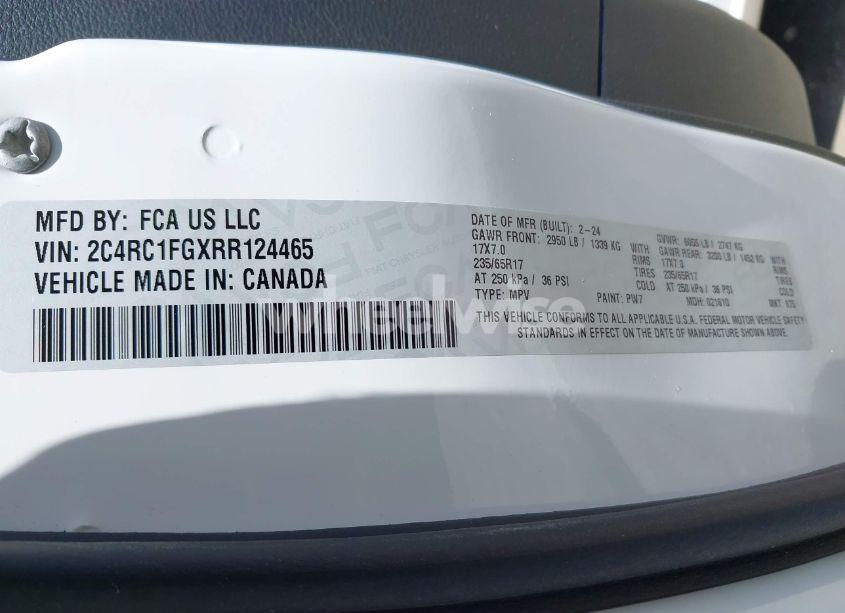 MFD BY: FCA US LLC
VIN: 2C4RC1FGXRR124465
VEHICLE MADE IN: CANADA
DATE OF MFR (BUILT): 2-24 GVWR: 6055 LB / 2747 KG
GAWR FRONT: 2950 LB / 1339 KG WITH GAWR REAR: 3200 LB / 1452 KG WITH
17X7.0 RIMS 17X7.0 RIMS
235/65R17 TIRES 235/65R17 TIRES
AT 250 kPa / 36 PSI COLD AT 250 kPa / 36 PSI COLD
TYPE: MPV PAINT: PW7 MDH: 021610
THIS VEHICLE CONFORMS TO ALL APPLICABLE U.S.A. FEDERAL MOTOR VEHICLE SAFETY
STANDARDS IN EFFECT ON THE DATE OF MANUFACTURE SHOWN ABOVE.
wheelwise